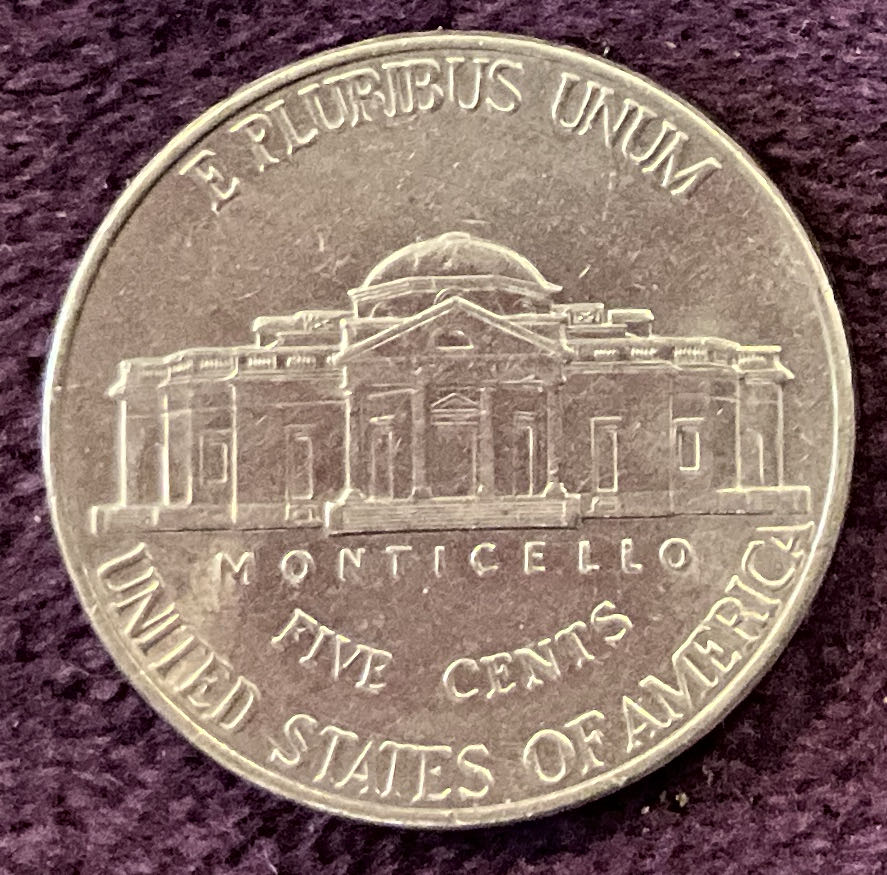 E PLURIBUS UNUM
MONTICELLO
FIVE CENTS
UNITED STATES OF AMERICA